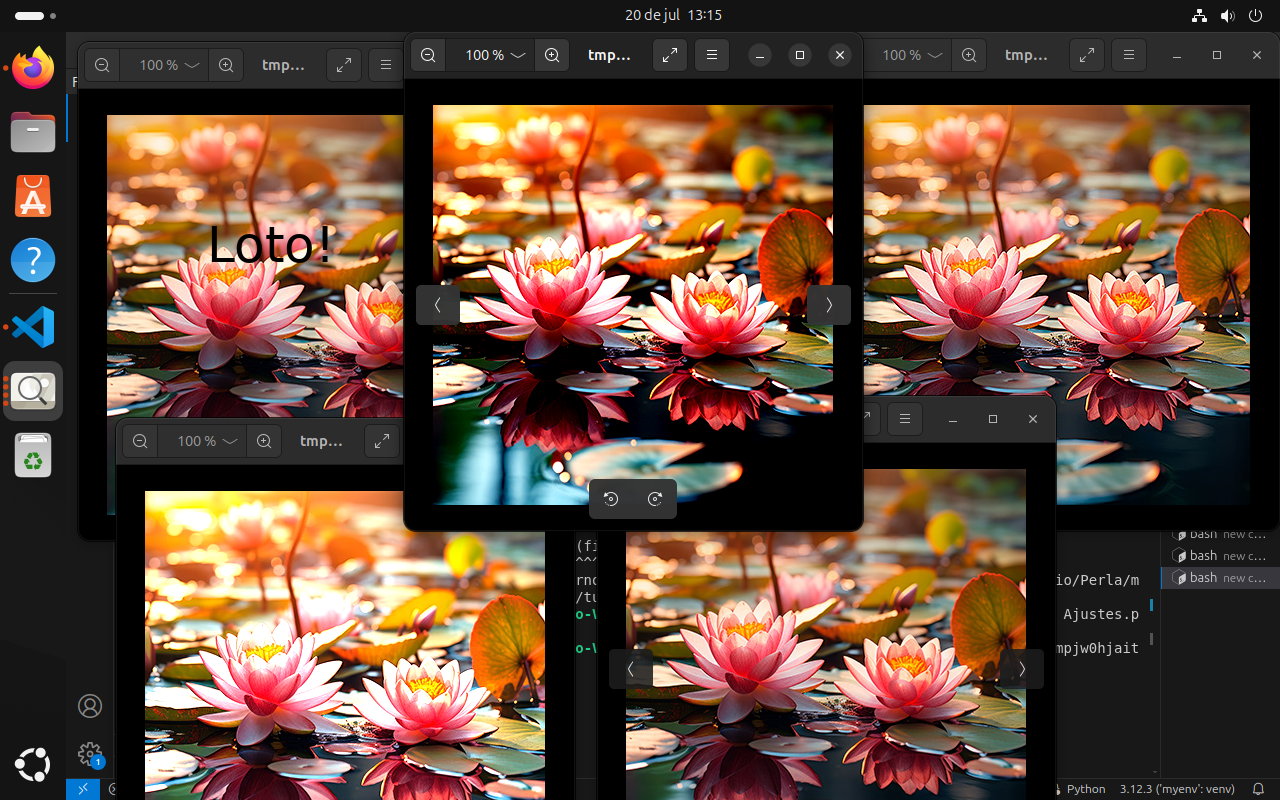 20 de jul 13:15
100 %
tmp…
100 %
tmp…
100 %
tmp…
F
Loto!
100 %
tmp…
(fi
^^^
rnc
/tu
o-V
o-V
io/Perla/m
Ajustes.p
mpjw0hjait
bash new c…
bash new c…
bash new c…
1
Python 3.12.3 ('myenv': venv)